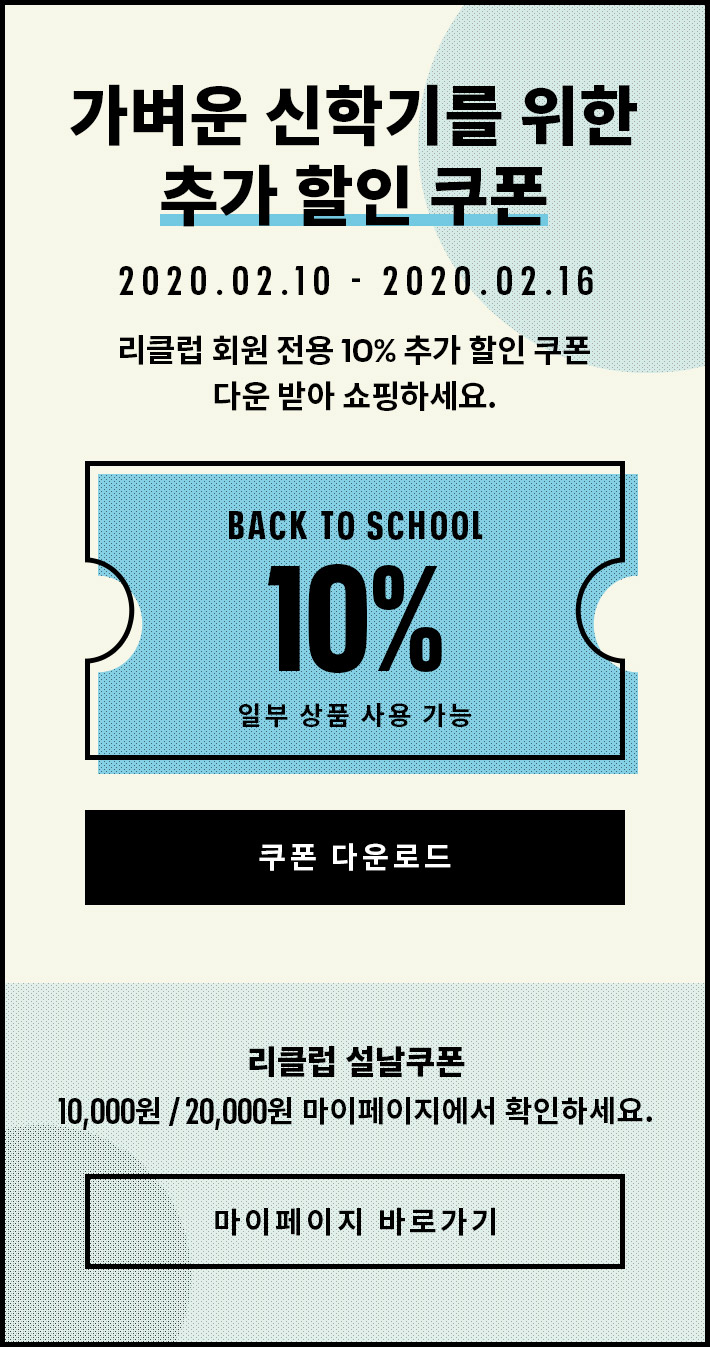 가벼운 신학기를 위한
추가 할인 쿠폰
2020.02.10 - 2020.02.16
리클럽 회원 전용 10% 추가 할인 쿠폰
다운 받아 쇼핑하세요.
BACK TO SCHOOL
10%
일부 상품 사용 가능
쿠폰 다운로드
리클럽 설날쿠폰
10,000원 / 20,000원 마이페이지에서 확인하세요.
마이페이지 바로가기